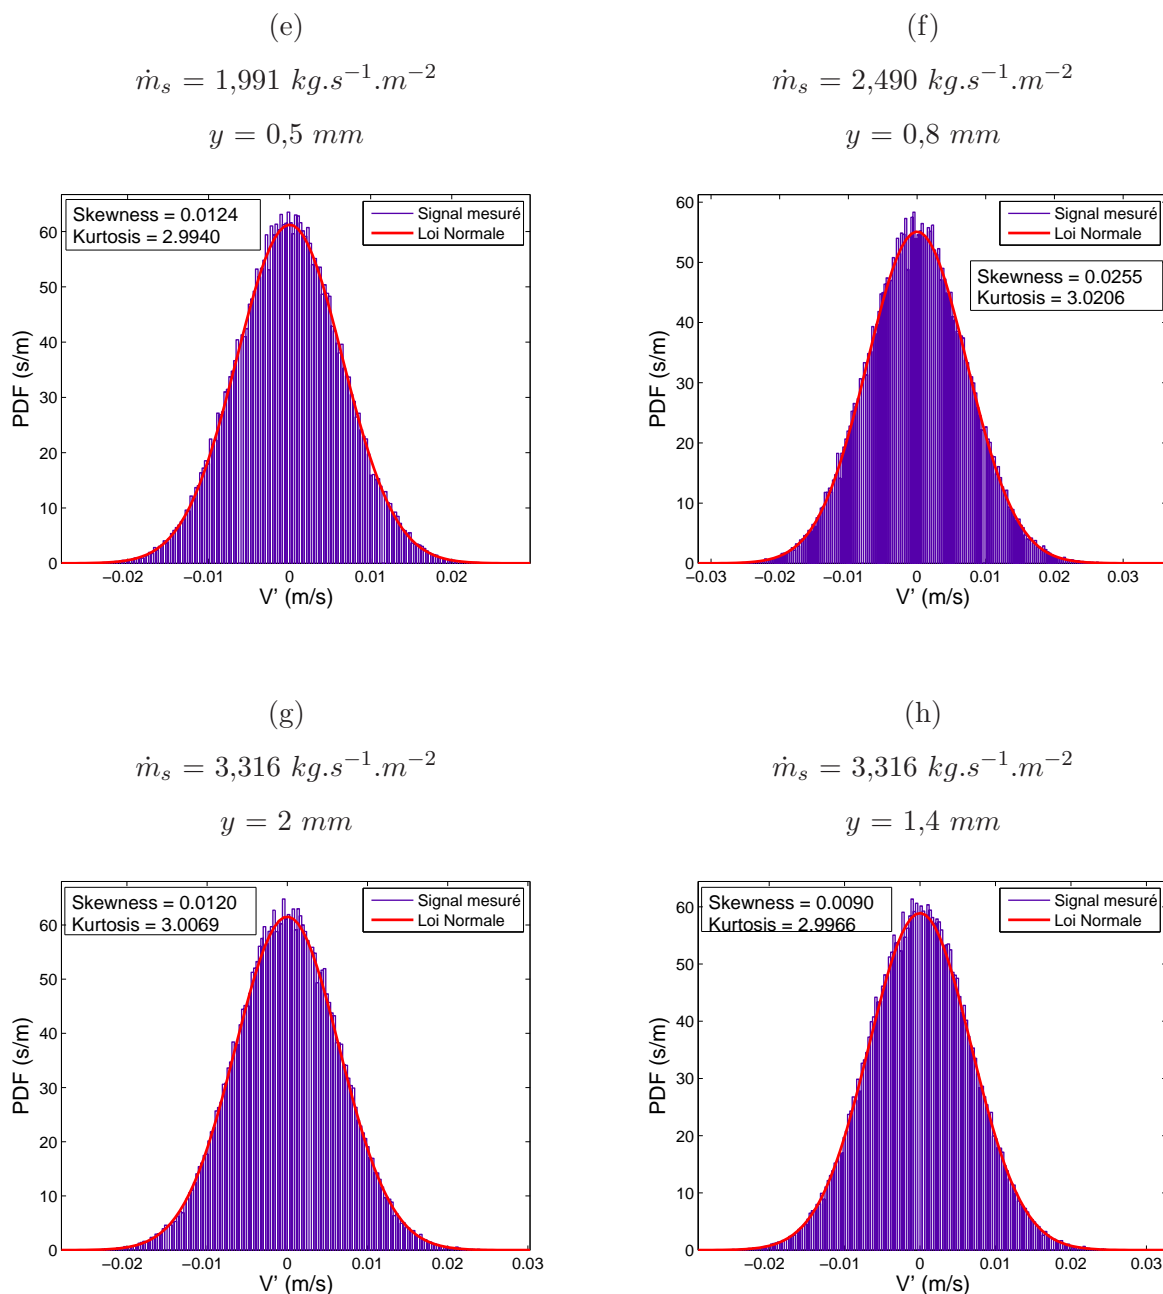 (e)
ṁ_s = 1,991 kg.s⁻¹.m⁻²
y = 0,5 mm
Skewness = 0.0124
Kurtosis = 2.9940
Signal mesuré
Loi Normale
PDF (s/m)
60
50
40
30
20
10
0
−0.02 −0.01 0 0.01 0.02
V' (m/s)
(f)
ṁ_s = 2,490 kg.s⁻¹.m⁻²
y = 0,8 mm
Signal mesuré
Loi Normale
Skewness = 0.0255
Kurtosis = 3.0206
PDF (s/m)
60
50
40
30
20
10
0
−0.03 −0.02 −0.01 0 0.01 0.02 0.03
V' (m/s)
(g)
ṁ_s = 3,316 kg.s⁻¹.m⁻²
y = 2 mm
Skewness = 0.0120
Kurtosis = 3.0069
Signal mesuré
Loi Normale
PDF (s/m)
60
50
40
30
20
10
0
−0.02 −0.01 0 0.01 0.02 0.03
V' (m/s)
(h)
ṁ_s = 3,316 kg.s⁻¹.m⁻²
y = 1,4 mm
Skewness = 0.0090
Kurtosis = 2.9966
Signal mesuré
Loi Normale
PDF (s/m)
60
50
40
30
20
10
0
−0.02 −0.01 0 0.01 0.02 0.03
V' (m/s)